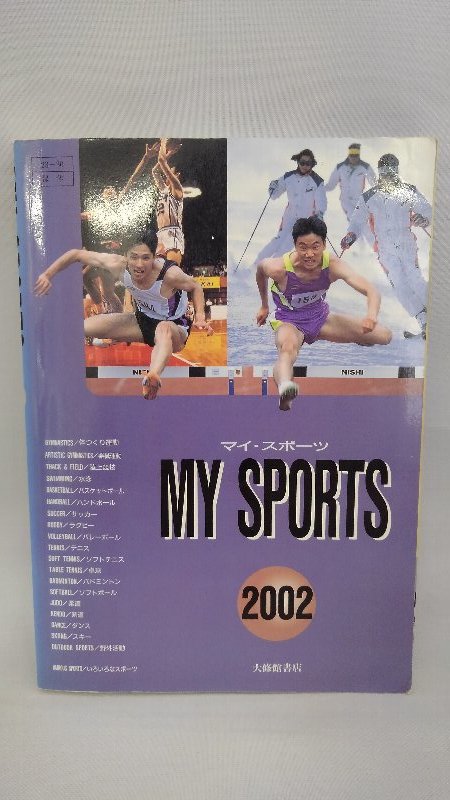 NISHI
マイ・スポーツ
MY SPORTS
2002
GYMNASTICS/体つくり運動
ARTISTIC GYMNASTICS/器械運動
TRACK & FIELD/陸上競技
SWIMMING/水泳
BASKETBALL/バスケットボール
HANDBALL/ハンドボール
SOCCER/サッカー
RUGBY/ラグビー
VOLLEYBALL/バレーボール
TENNIS/テニス
SOFT TENNIS/ソフトテニス
TABLE TENNIS/卓球
BADMINTON/バドミントン
SOFTBALL/ソフトボール
JUDO/柔道
KENDO/剣道
DANCE/ダンス
SKIING/スキー
OUTDOOR SPORTS/野外活動
VARIOUS SPORTS/いろいろなスポーツ
大修館書店